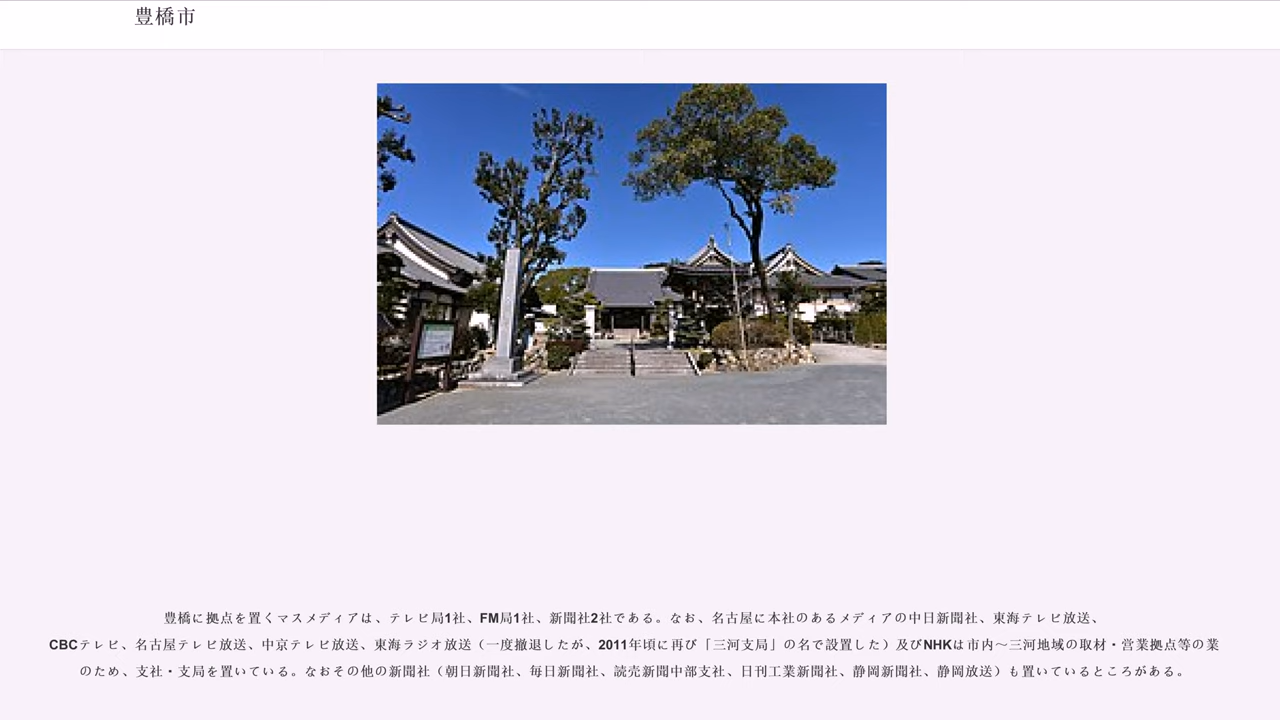 豊橋市
豊橋に拠点を置くマスメディアは、テレビ局1社、FM局1社、新聞社2社である。なお、名古屋に本社のあるメディアの中日新聞社、東海テレビ放送、
CBCテレビ、名古屋テレビ放送、中京テレビ放送、東海ラジオ放送（一度撤退したが、2011年頃に再び「三河支局」の名で設置した）及びNHKは市内〜三河地域の取材・営業拠点等の業
のため、支社・支局を置いている。なおその他の新聞社（朝日新聞社、毎日新聞社、読売新聞中部支社、日刊工業新聞社、静岡新聞社、静岡放送）も置いているところがある。